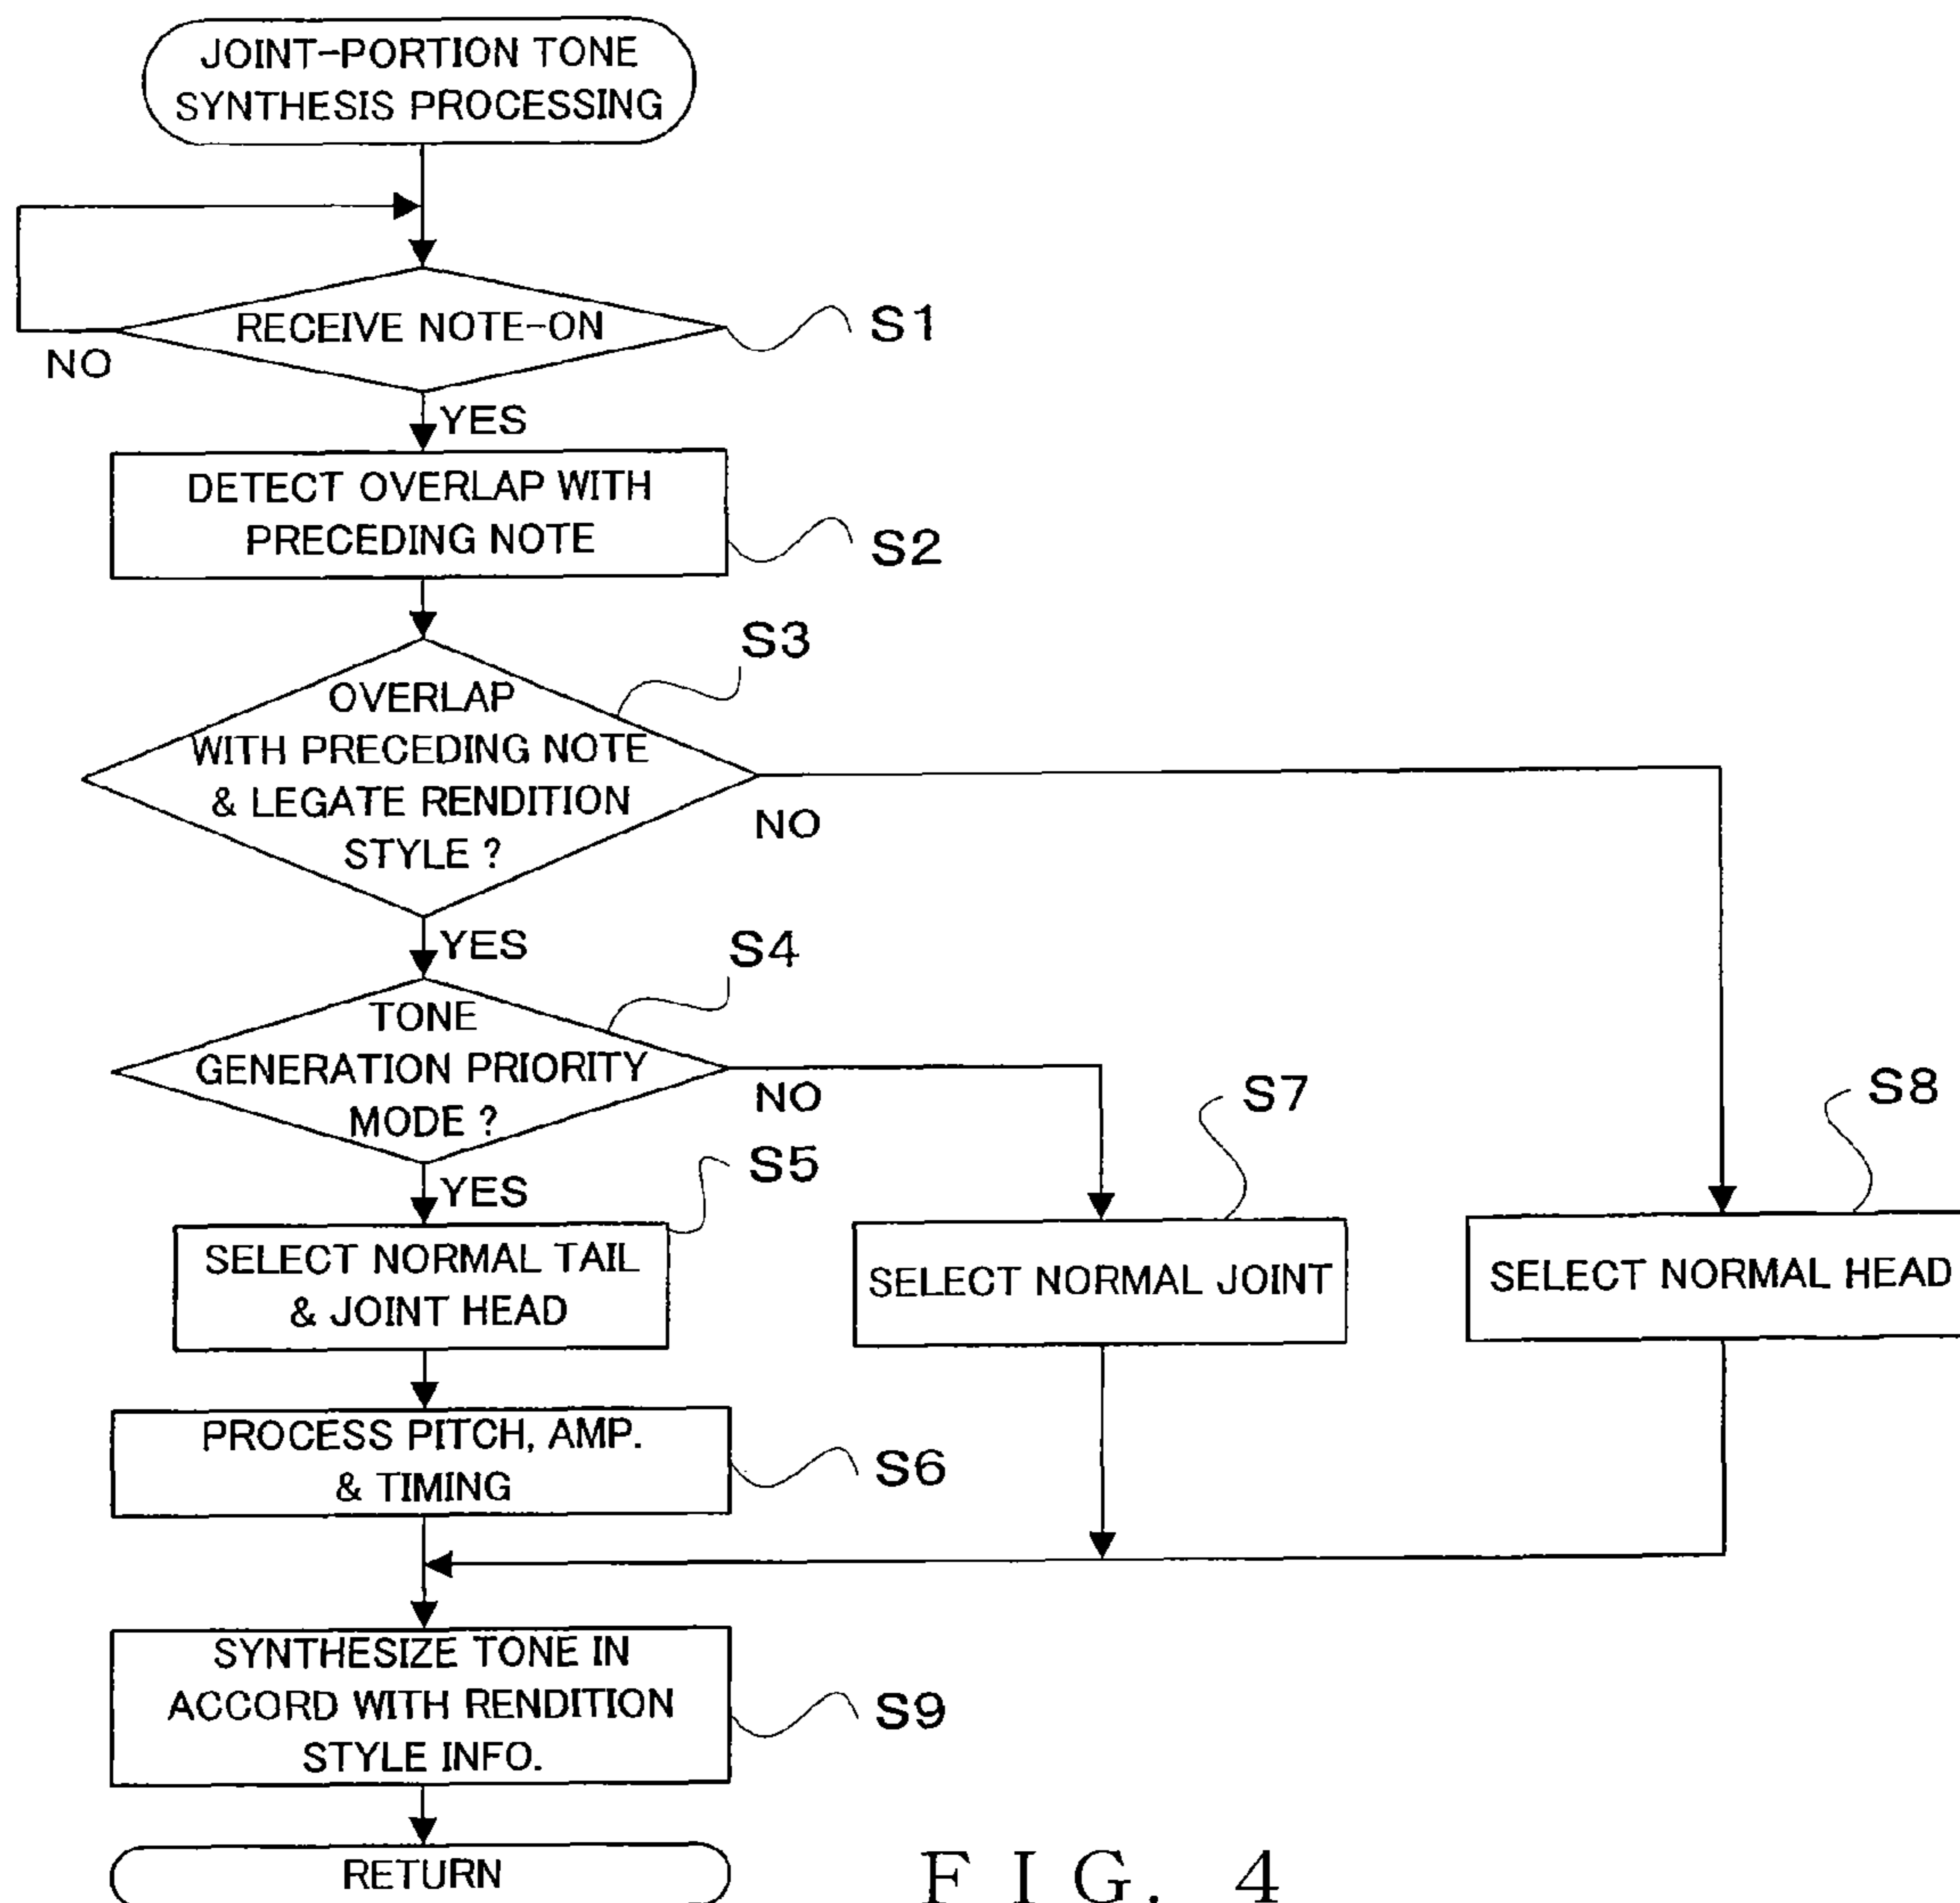 JOINT-PORTION TONE
SYNTHESIS PROCESSING
RECEIVE NOTE-ON
S1
NO
YES
DETECT OVERLAP WITH
PRECEDING NOTE
S2
S3
OVERLAP
WITH PRECEDING NOTE
& LEGATE RENDITION
STYLE ?
NO
YES
S4
TONE
GENERATION PRIORITY
MODE ?
NO
YES
S5
SELECT NORMAL TAIL
& JOINT HEAD
S7
SELECT NORMAL JOINT
S8
SELECT NORMAL HEAD
PROCESS PITCH, AMP.
& TIMING
S6
SYNTHESIZE TONE IN
ACCORD WITH RENDITION
STYLE INFO.
S9
RETURN
FIG. 4